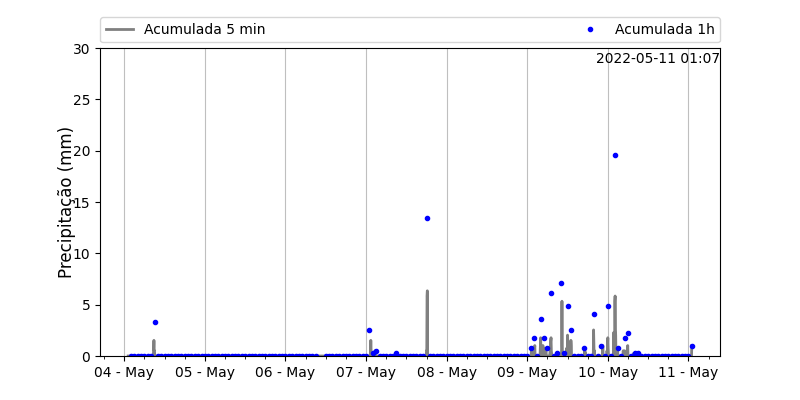 Acumulada 5 min
Acumulada 1h
2022-05-11 01:07
Precipitação (mm)
30
25
20
15
10
5
0
04 - May
05 - May
06 - May
07 - May
08 - May
09 - May
10 - May
11 - May